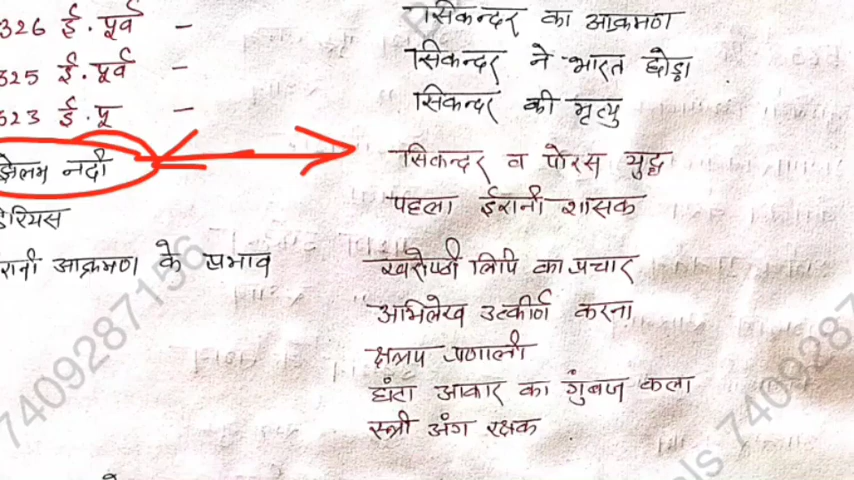 326 ई. पूर्व - सिकन्दर का आक्रमण
325 ई. पूर्व - सिकन्दर ने भारत छोड़ा
323 ई. पू - सिकन्दर की मृत्यु
झेलम नदी सिकन्दर व पोरस युद्ध
डेरियस पहला ईरानी शासक
रानी आक्रमण के प्रभाव खरोष्ठी लिपि का प्रचार
अभिलेख उत्कीर्ण करना
क्षत्रप प्रणाली
घंटा आकार का गुंबज कला
स्त्री अंग रक्षक
7409287156